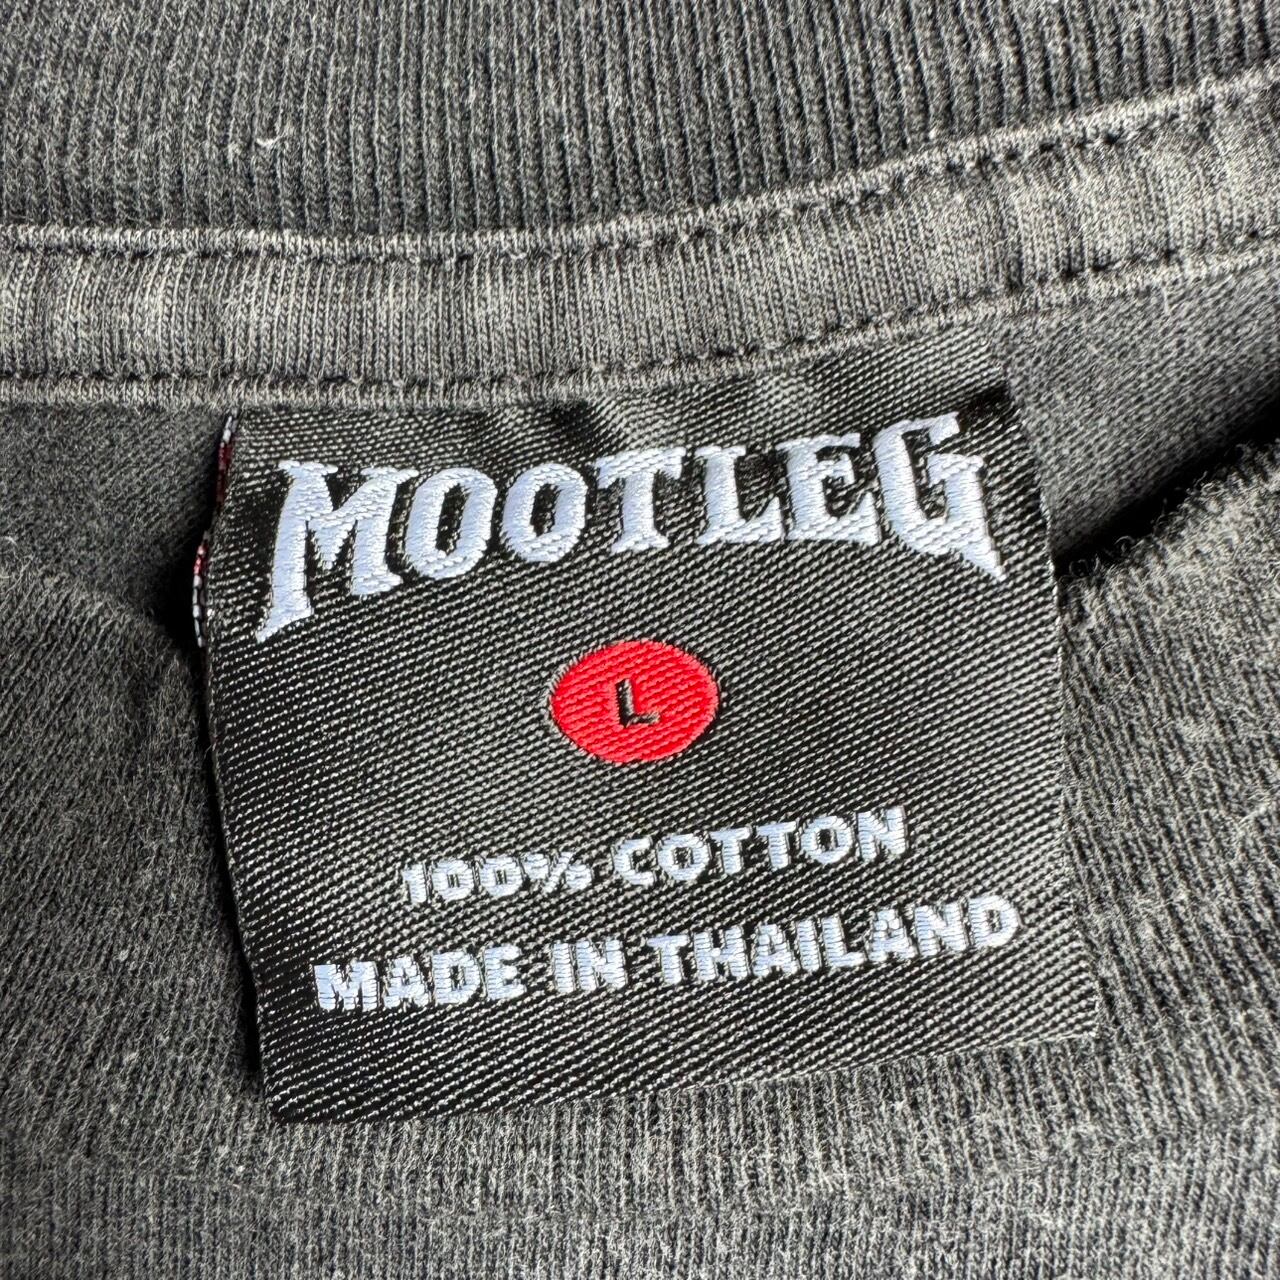 MOOTLEG
L
100% COTTON
MADE IN THAILAND